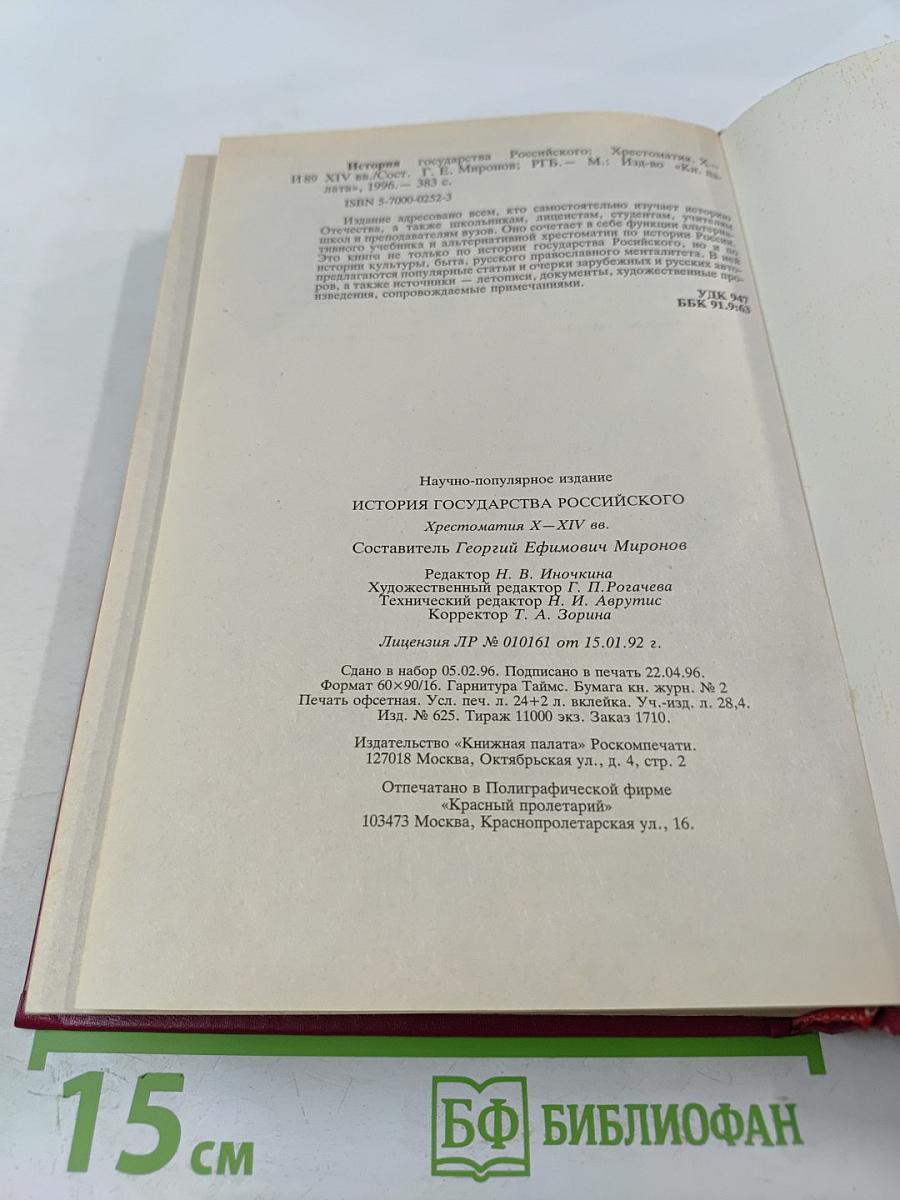 История государства Российского: Хрестоматия. X—
И89 XIV вв./Сост. Г. Е. Миронов; РГБ.— М.: Изд-во «Кн. па-
лата», 1996.— 383 с.
ISBN 5-7000-0252-3
Издание адресовано всем, кто самостоятельно изучает историю
Отечества, а также школьникам, лицеистам, студентам, учителям
школ и преподавателям вузов. Оно сочетает в себе функции альтерна-
тивного учебника и альтернативной хрестоматии по истории России.
Это книга не только по истории государства Росийского, но и по
истории культуры, быта, русского православного менталитета. В ней
предлагаются популярные статьи и очерки зарубежных и русских авто-
ров, а также источники — летописи, документы, художественные про-
изведения, сопровождаемые примечаниями.
УДК 947
ББК 91.9:63
Научно-популярное издание
ИСТОРИЯ ГОСУДАРСТВА РОССИЙСКОГО
Хрестоматия X—XIV вв.
Составитель Георгий Ефимович Миронов
Редактор Н. В. Иночкина
Художественный редактор Г. П.Рогачева
Технический редактор Н. И. Аврутис
Корректор Т. А. Зорина
Лицензия ЛР № 010161 от 15.01.92 г.
Сдано в набор 05.02.96. Подписано в печать 22.04.96.
Формат 60×90/16. Гарнитура Таймс. Бумага кн. журн. № 2
Печать офсетная. Усл. печ. л. 24+2 л. вклейка. Уч.-изд. л. 28,4.
Изд. № 625. Тираж 11000 экз. Заказ 1710.
Издательство «Книжная палата» Роскомпечати.
127018 Москва, Октябрьская ул., д. 4, стр. 2
Отпечатано в Полиграфической фирме
«Красный пролетарий»
103473 Москва, Краснопролетарская ул., 16.
15 см
БФ БИБЛИОФАН